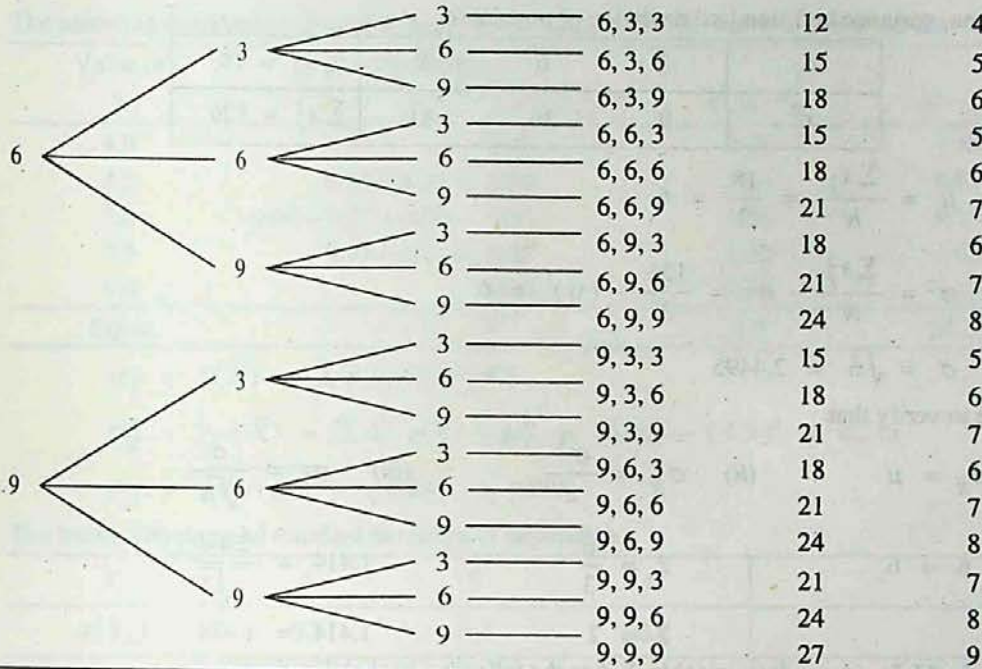 3 6, 3, 3 12 4
3 6 6, 3, 6 15 5
9 6, 3, 9 18 6
3 6, 6, 3 15 5
6 6 6 6, 6, 6 18 6
9 6, 6, 9 21 7
3 6, 9, 3 18 6
9 6 6, 9, 6 21 7
9 6, 9, 9 24 8
3 9, 3, 3 15 5
3 6 9, 3, 6 18 6
9 9, 3, 9 21 7
3 9, 6, 3 18 6
9 6 6 9, 6, 6 21 7
9 9, 6, 9 24 8
3 9, 9, 3 21 7
9 6 9, 9, 6 24 8
9 9, 9, 9 27 9